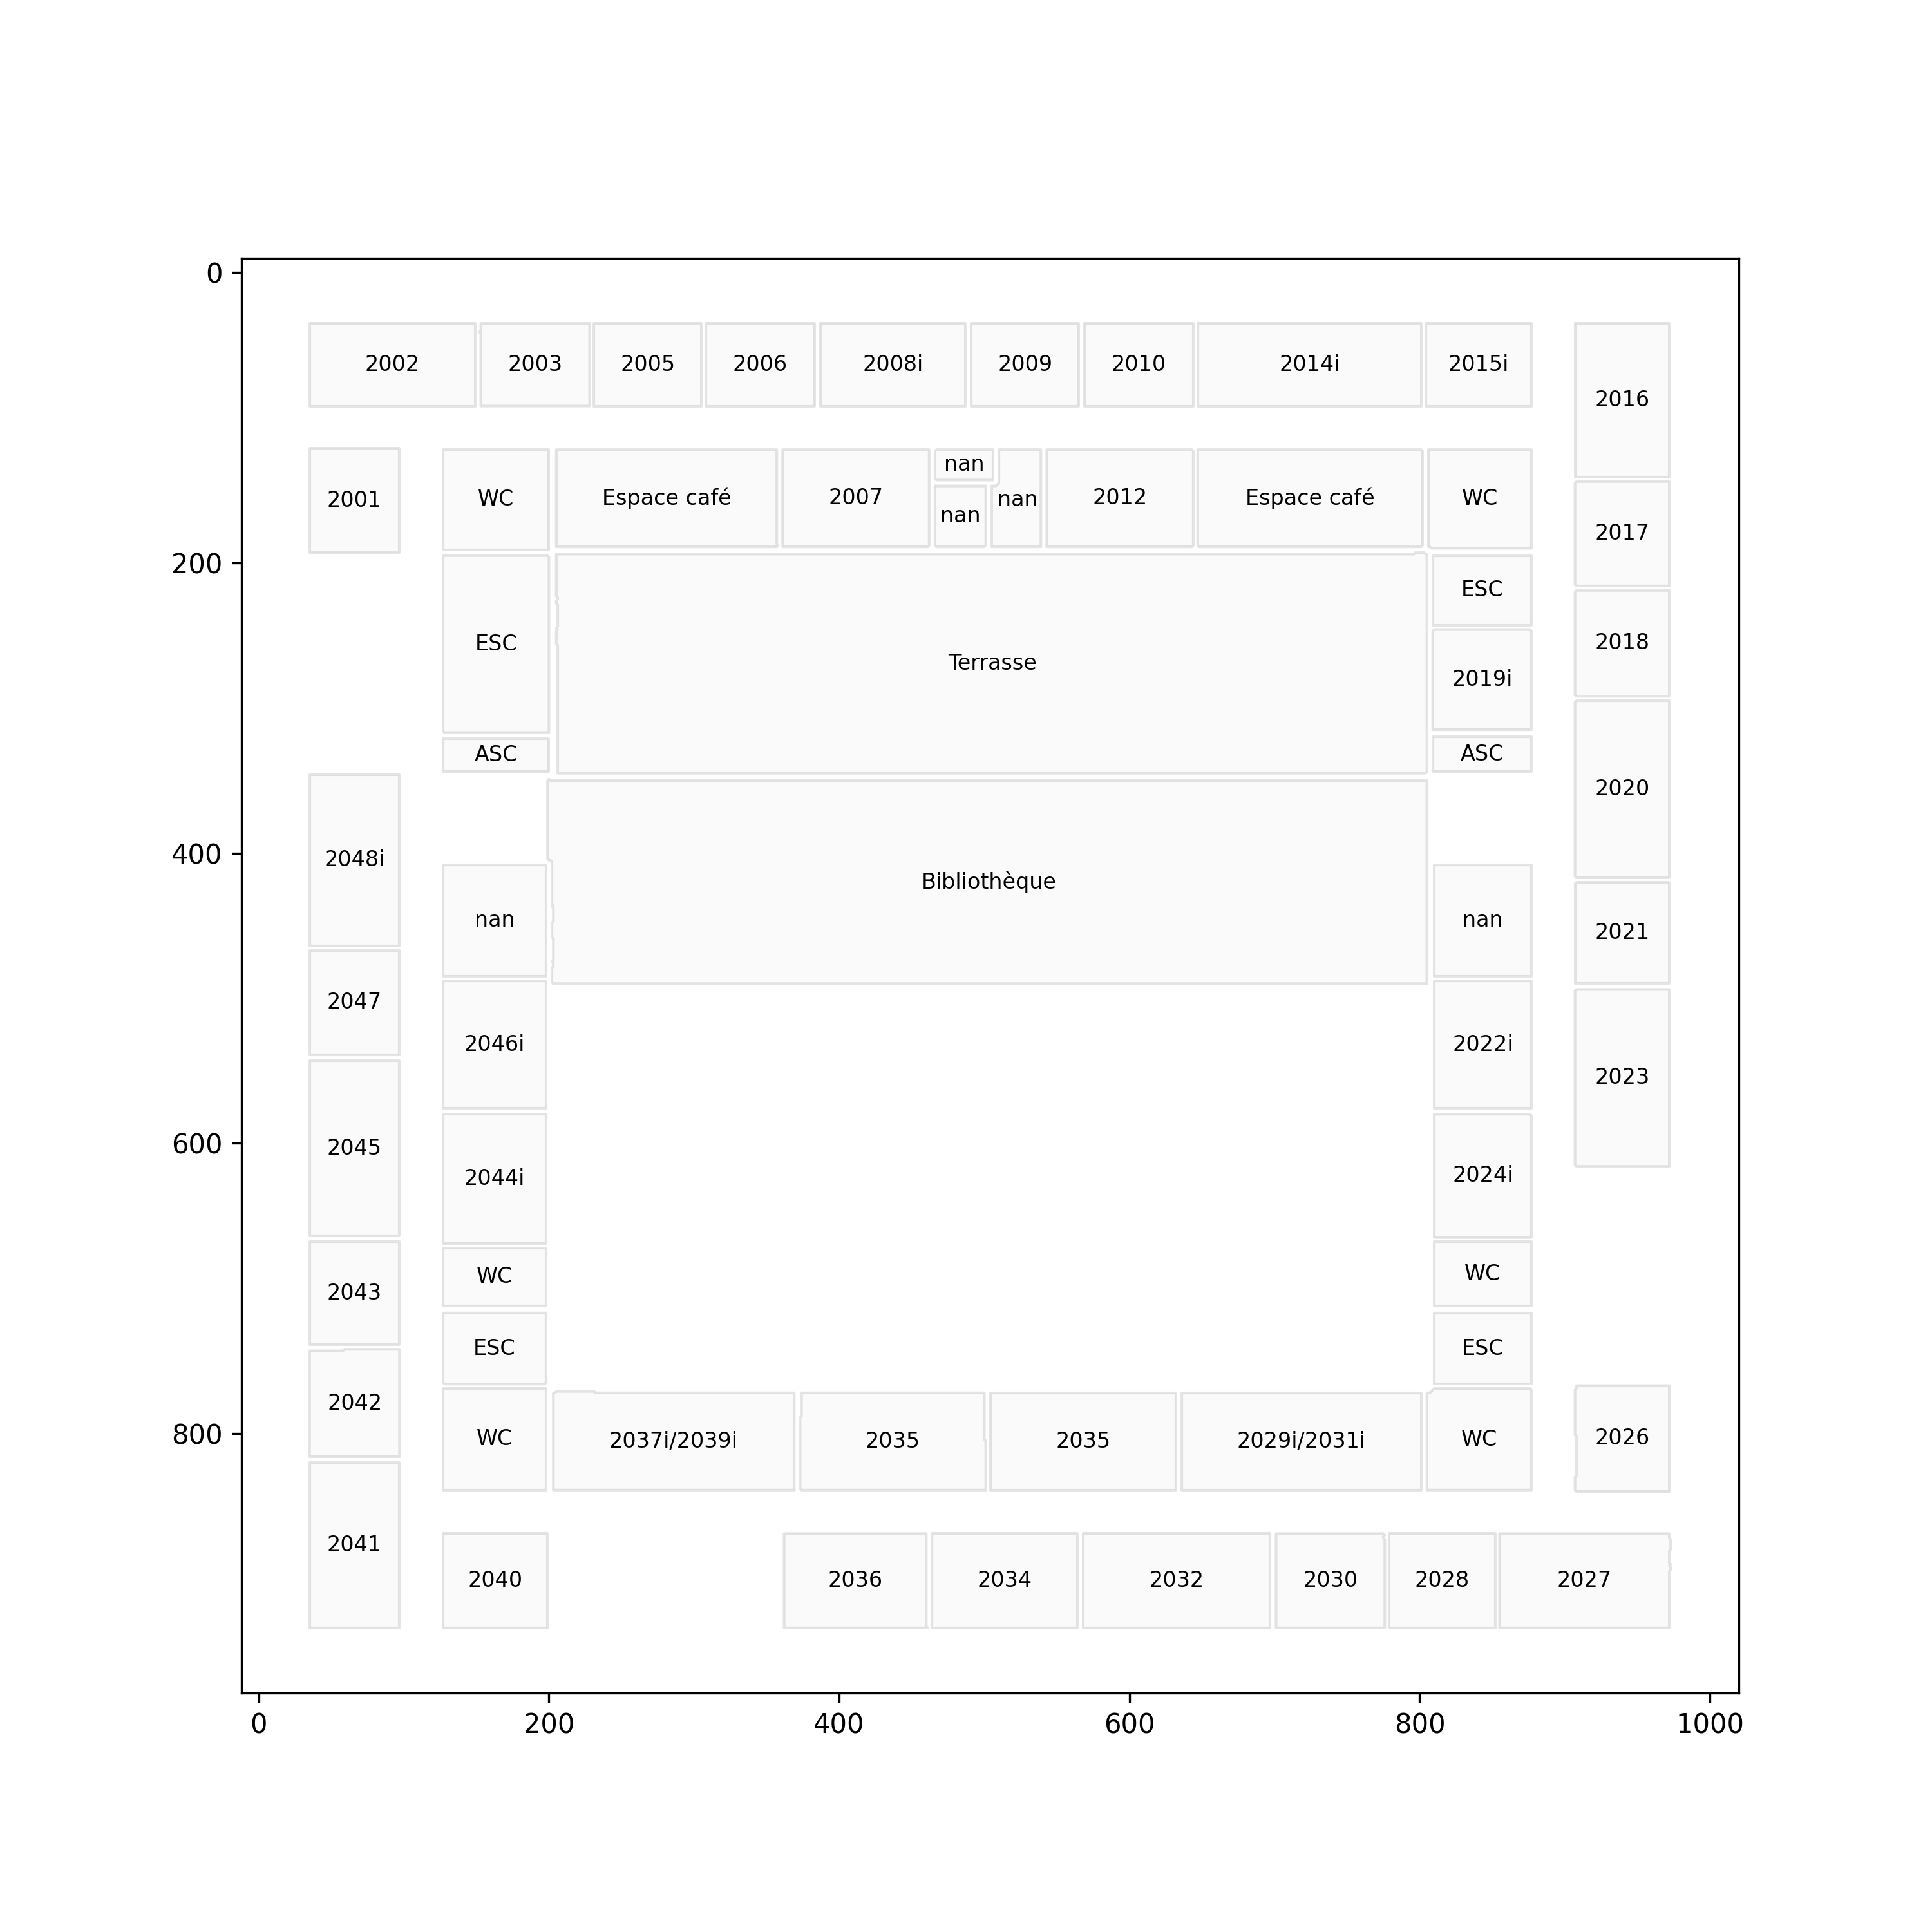 0
2002 2003 2005 2006 2008i 2009 2010 2014i 2015i
2016
nan
2001 WC Espace café 2007 nan nan 2012 Espace café WC
2017
200
ESC
ESC 2018
Terrasse 2019i
ASC ASC
2020
400 2048i
Bibliothèque
nan nan 2021
2047
2046i 2022i
2023
600 2045
2044i 2024i
WC WC
2043
ESC ESC
2042
800 WC 2037i/2039i 2035 2035 2029i/2031i WC 2026
2041
2040 2036 2034 2032 2030 2028 2027
0 200 400 600 800 1000